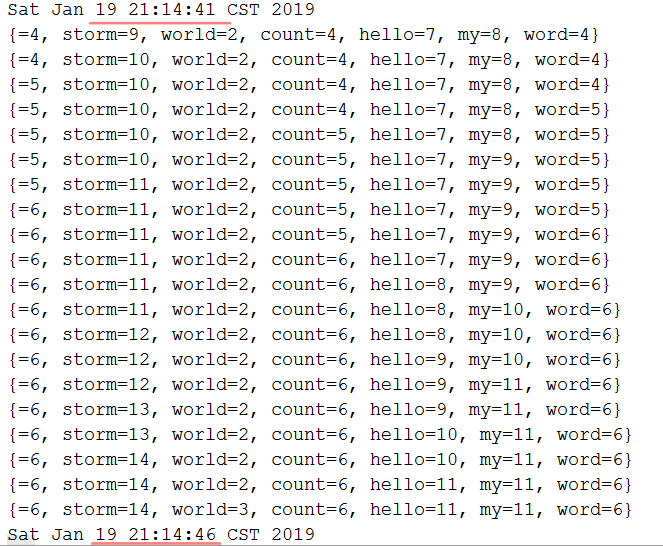 Sat Jan 19 21:14:41 CST 2019
{=4, storm=9, world=2, count=4, hello=7, my=8, word=4}
{=4, storm=10, world=2, count=4, hello=7, my=8, word=4}
{=5, storm=10, world=2, count=4, hello=7, my=8, word=4}
{=5, storm=10, world=2, count=4, hello=7, my=8, word=5}
{=5, storm=10, world=2, count=5, hello=7, my=8, word=5}
{=5, storm=10, world=2, count=5, hello=7, my=9, word=5}
{=5, storm=11, world=2, count=5, hello=7, my=9, word=5}
{=6, storm=11, world=2, count=5, hello=7, my=9, word=5}
{=6, storm=11, world=2, count=5, hello=7, my=9, word=6}
{=6, storm=11, world=2, count=6, hello=7, my=9, word=6}
{=6, storm=11, world=2, count=6, hello=8, my=9, word=6}
{=6, storm=11, world=2, count=6, hello=8, my=10, word=6}
{=6, storm=12, world=2, count=6, hello=8, my=10, word=6}
{=6, storm=12, world=2, count=6, hello=9, my=10, word=6}
{=6, storm=12, world=2, count=6, hello=9, my=11, word=6}
{=6, storm=13, world=2, count=6, hello=9, my=11, word=6}
{=6, storm=13, world=2, count=6, hello=10, my=11, word=6}
{=6, storm=14, world=2, count=6, hello=10, my=11, word=6}
{=6, storm=14, world=2, count=6, hello=11, my=11, word=6}
{=6, storm=14, world=3, count=6, hello=11, my=11, word=6}
Sat Jan 19 21:14:46 CST 2019